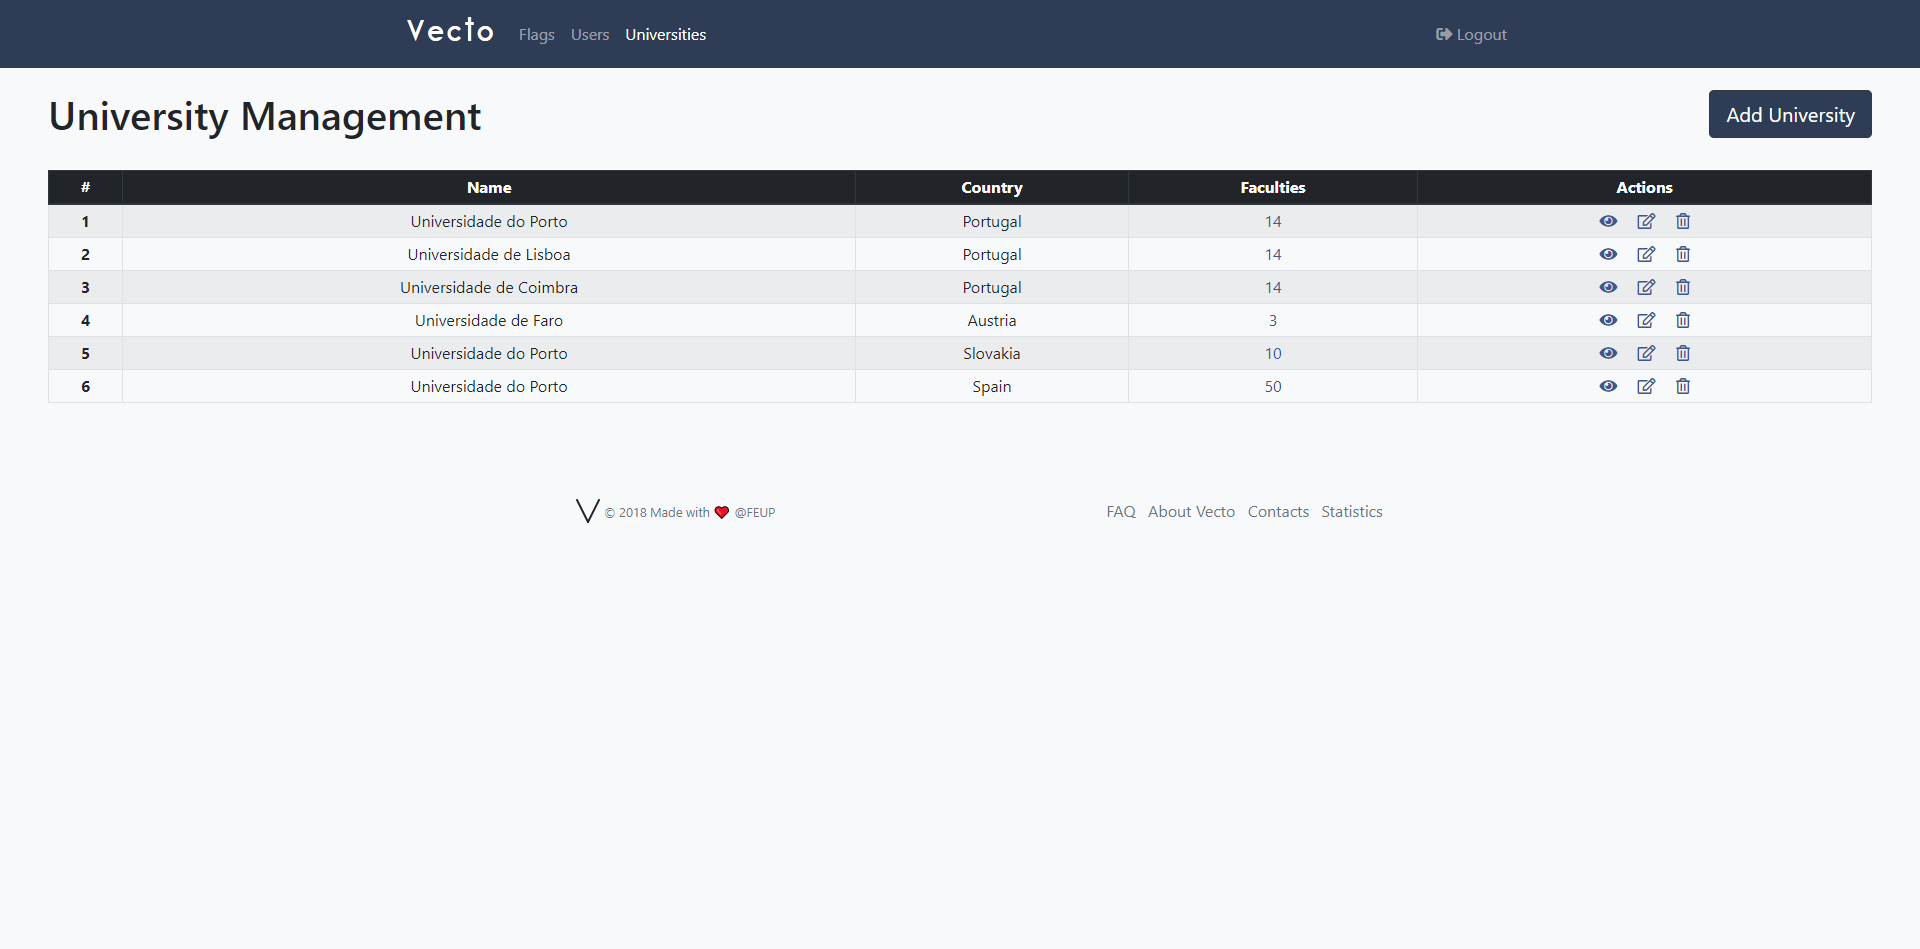 Vecto Flags Users Universities Logout
University Management Add University
# Name Country Faculties Actions
1 Universidade do Porto Portugal 14
2 Universidade de Lisboa Portugal 14
3 Universidade de Coimbra Portugal 14
4 Universidade de Faro Austria 3
5 Universidade do Porto Slovakia 10
6 Universidade do Porto Spain 50
V © 2018 Made with ❤ @FEUP FAQ About Vecto Contacts Statistics